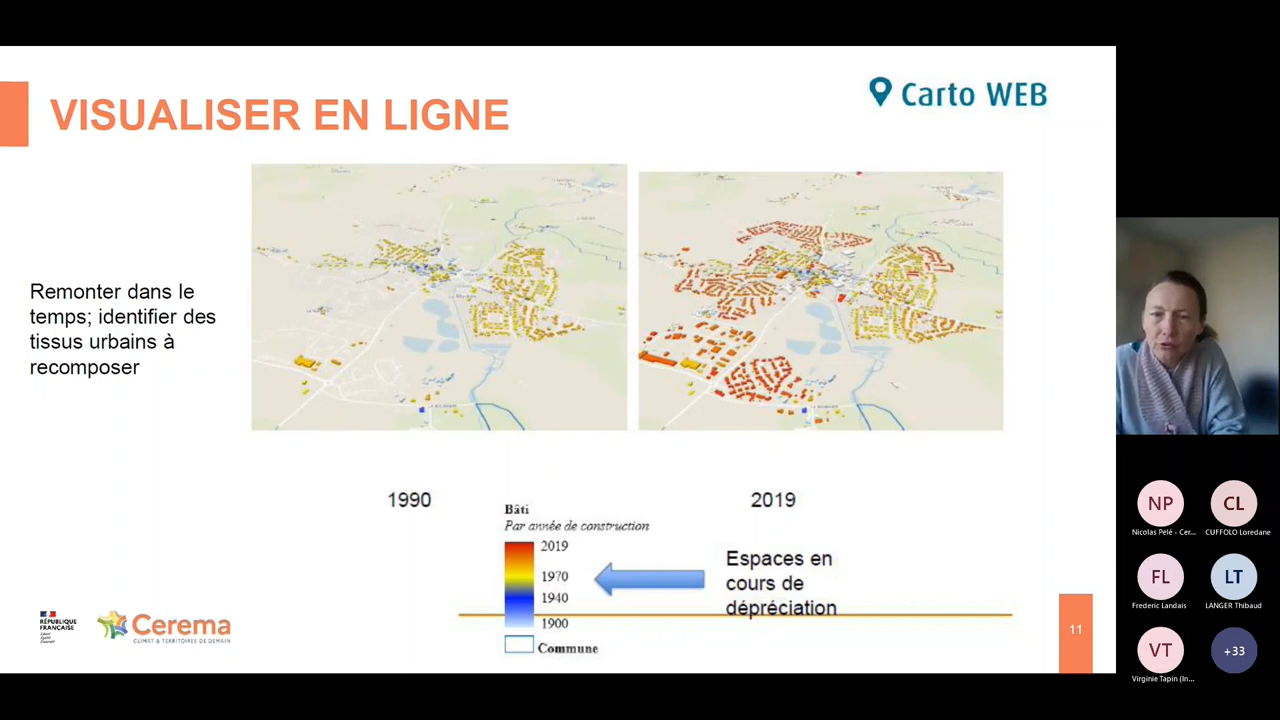 VISUALISER EN LIGNE
Carto WEB
Remonter dans le
temps; identifier des
tissus urbains à
recomposer
1990
2019
Bâti
Par année de construction
2019
1970
1940
1900
Commune
Espaces en
cours de
dépréciation
RÉPUBLIQUE
FRANÇAISE
Liberté
Égalité
Fraternité
Cerema
CLIMAT & TERRITOIRES DE DEMAIN
11
NP
Nicolas Pelé - Cer...
CL
CUFFOLO Loredane
FL
Frederic Landais
LT
LANGER Thibaud
VT
Virginie Tapin (In...
+33